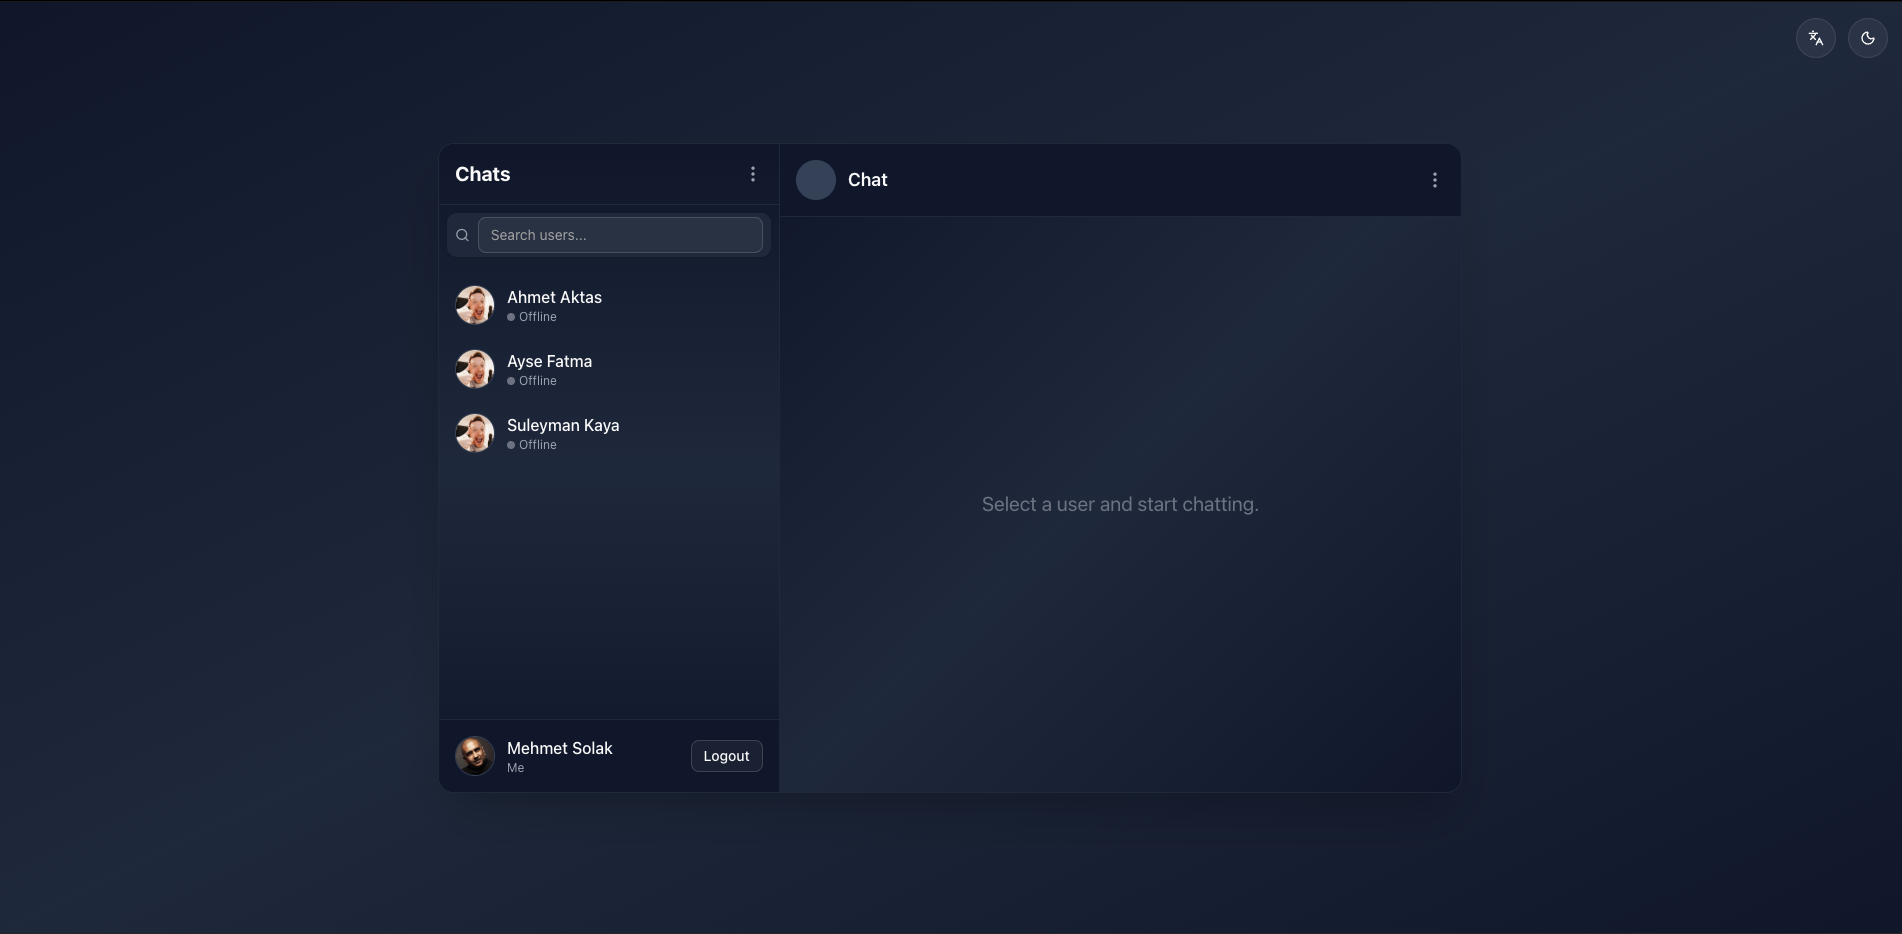 Chats
Search users...
Ahmet Aktas
Offline
Ayse Fatma
Offline
Suleyman Kaya
Offline
Mehmet Solak
Me
Logout
Chat
Select a user and start chatting.